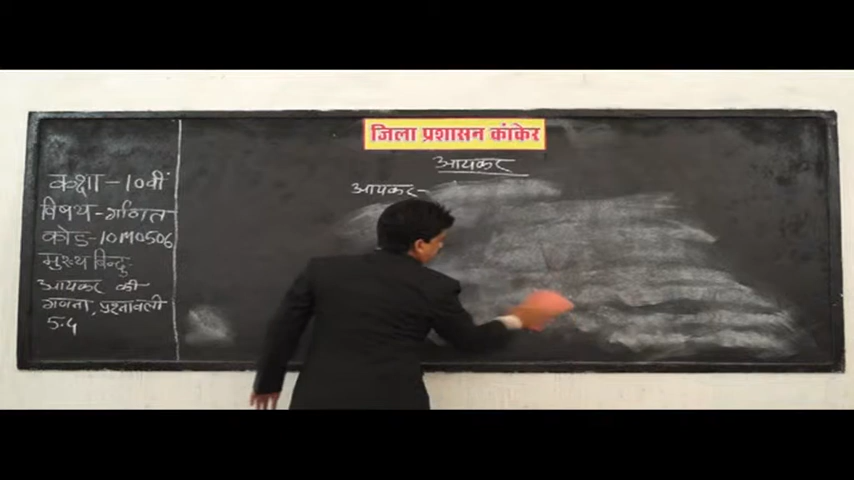 जिला प्रशासन कांकेर
आयकर
आयकर-
कक्षा-10वीं
विषय-गणित
कोड-10M0506
मुख्य बिन्दु
आयकर की
गणना, प्रश्नावली
5.4